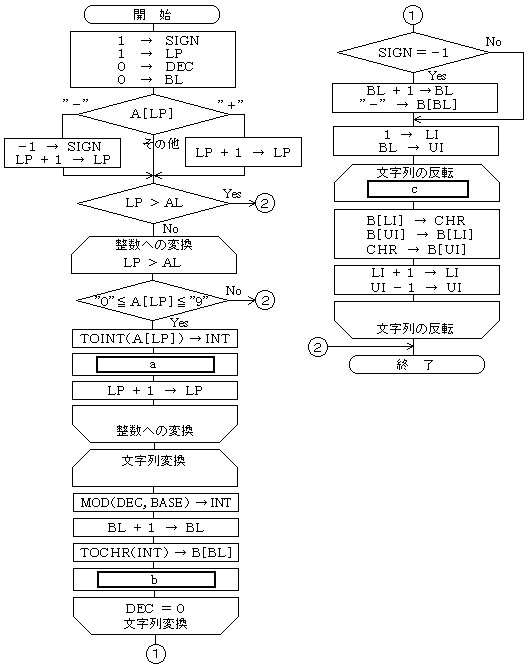 開 始
1 → SIGN
1 → LP
0 → DEC
0 → BL
"−" A[LP] "+"
その他
−1 → SIGN
LP + 1 → LP
LP + 1 → LP
LP > AL Yes ②
No
整数への変換
LP > AL
"0"≦A[LP]≦"9" No ②
Yes
TOINT(A[LP])→INT
a
LP + 1 → LP
整数への変換
文字列変換
MOD(DEC,BASE)→INT
BL + 1 → BL
TOCHR(INT)→B[BL]
b
DEC = 0
文字列変換
①
①
SIGN = −1 No
Yes
BL + 1→BL
"−" → B[BL]
1 → LI
BL → UI
文字列の反転
c
B[LI] → CHR
B[UI] → B[LI]
CHR → B[UI]
LI + 1 → LI
UI − 1 → UI
文字列の反転
②
終 了